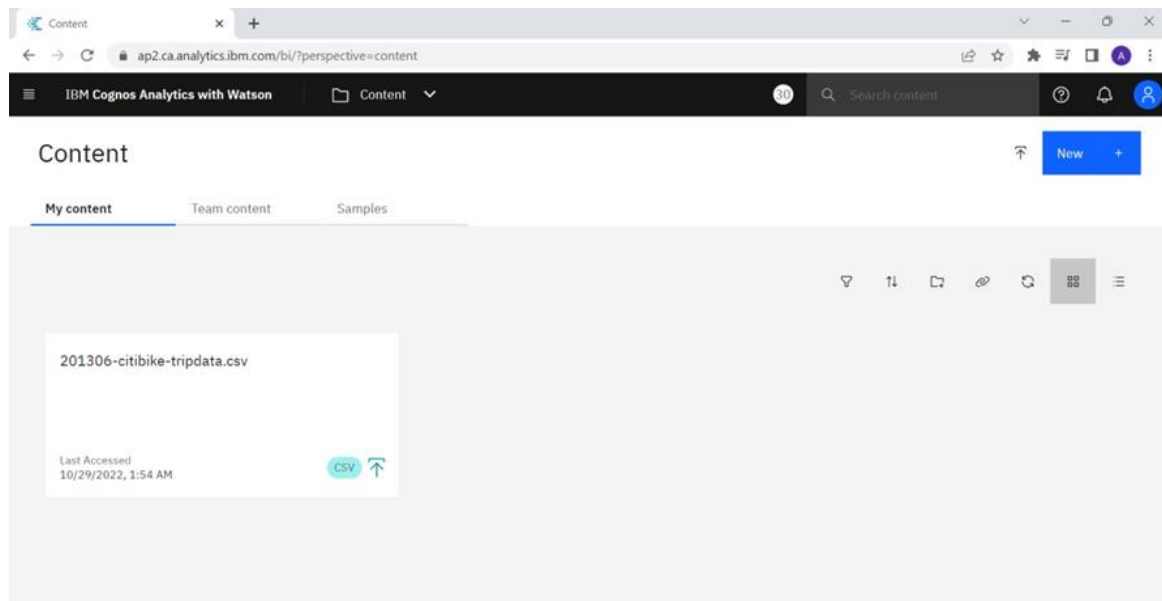 Content
ap2.ca.analytics.ibm.com/bi/?perspective=content
A
IBM Cognos Analytics with Watson
Content
30
Search content
Content
New +
My content
Team content
Samples
201306-citibike-tripdata.csv
Last Accessed
10/29/2022, 1:54 AM
CSV